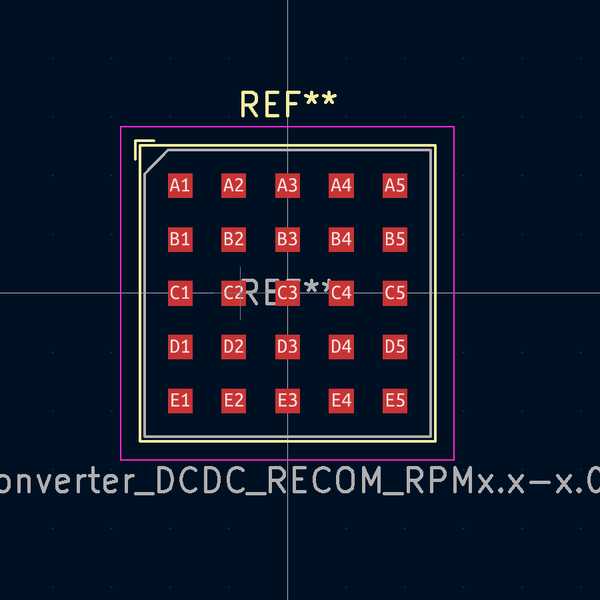 REF**
A1 A2 A3 A4 A5
B1 B2 B3 B4 B5
REF**
C1 C2 C3 C4 C5
D1 D2 D3 D4 D5
E1 E2 E3 E4 E5
onverter_DCDC_RECOM_RPMx.x-x.0